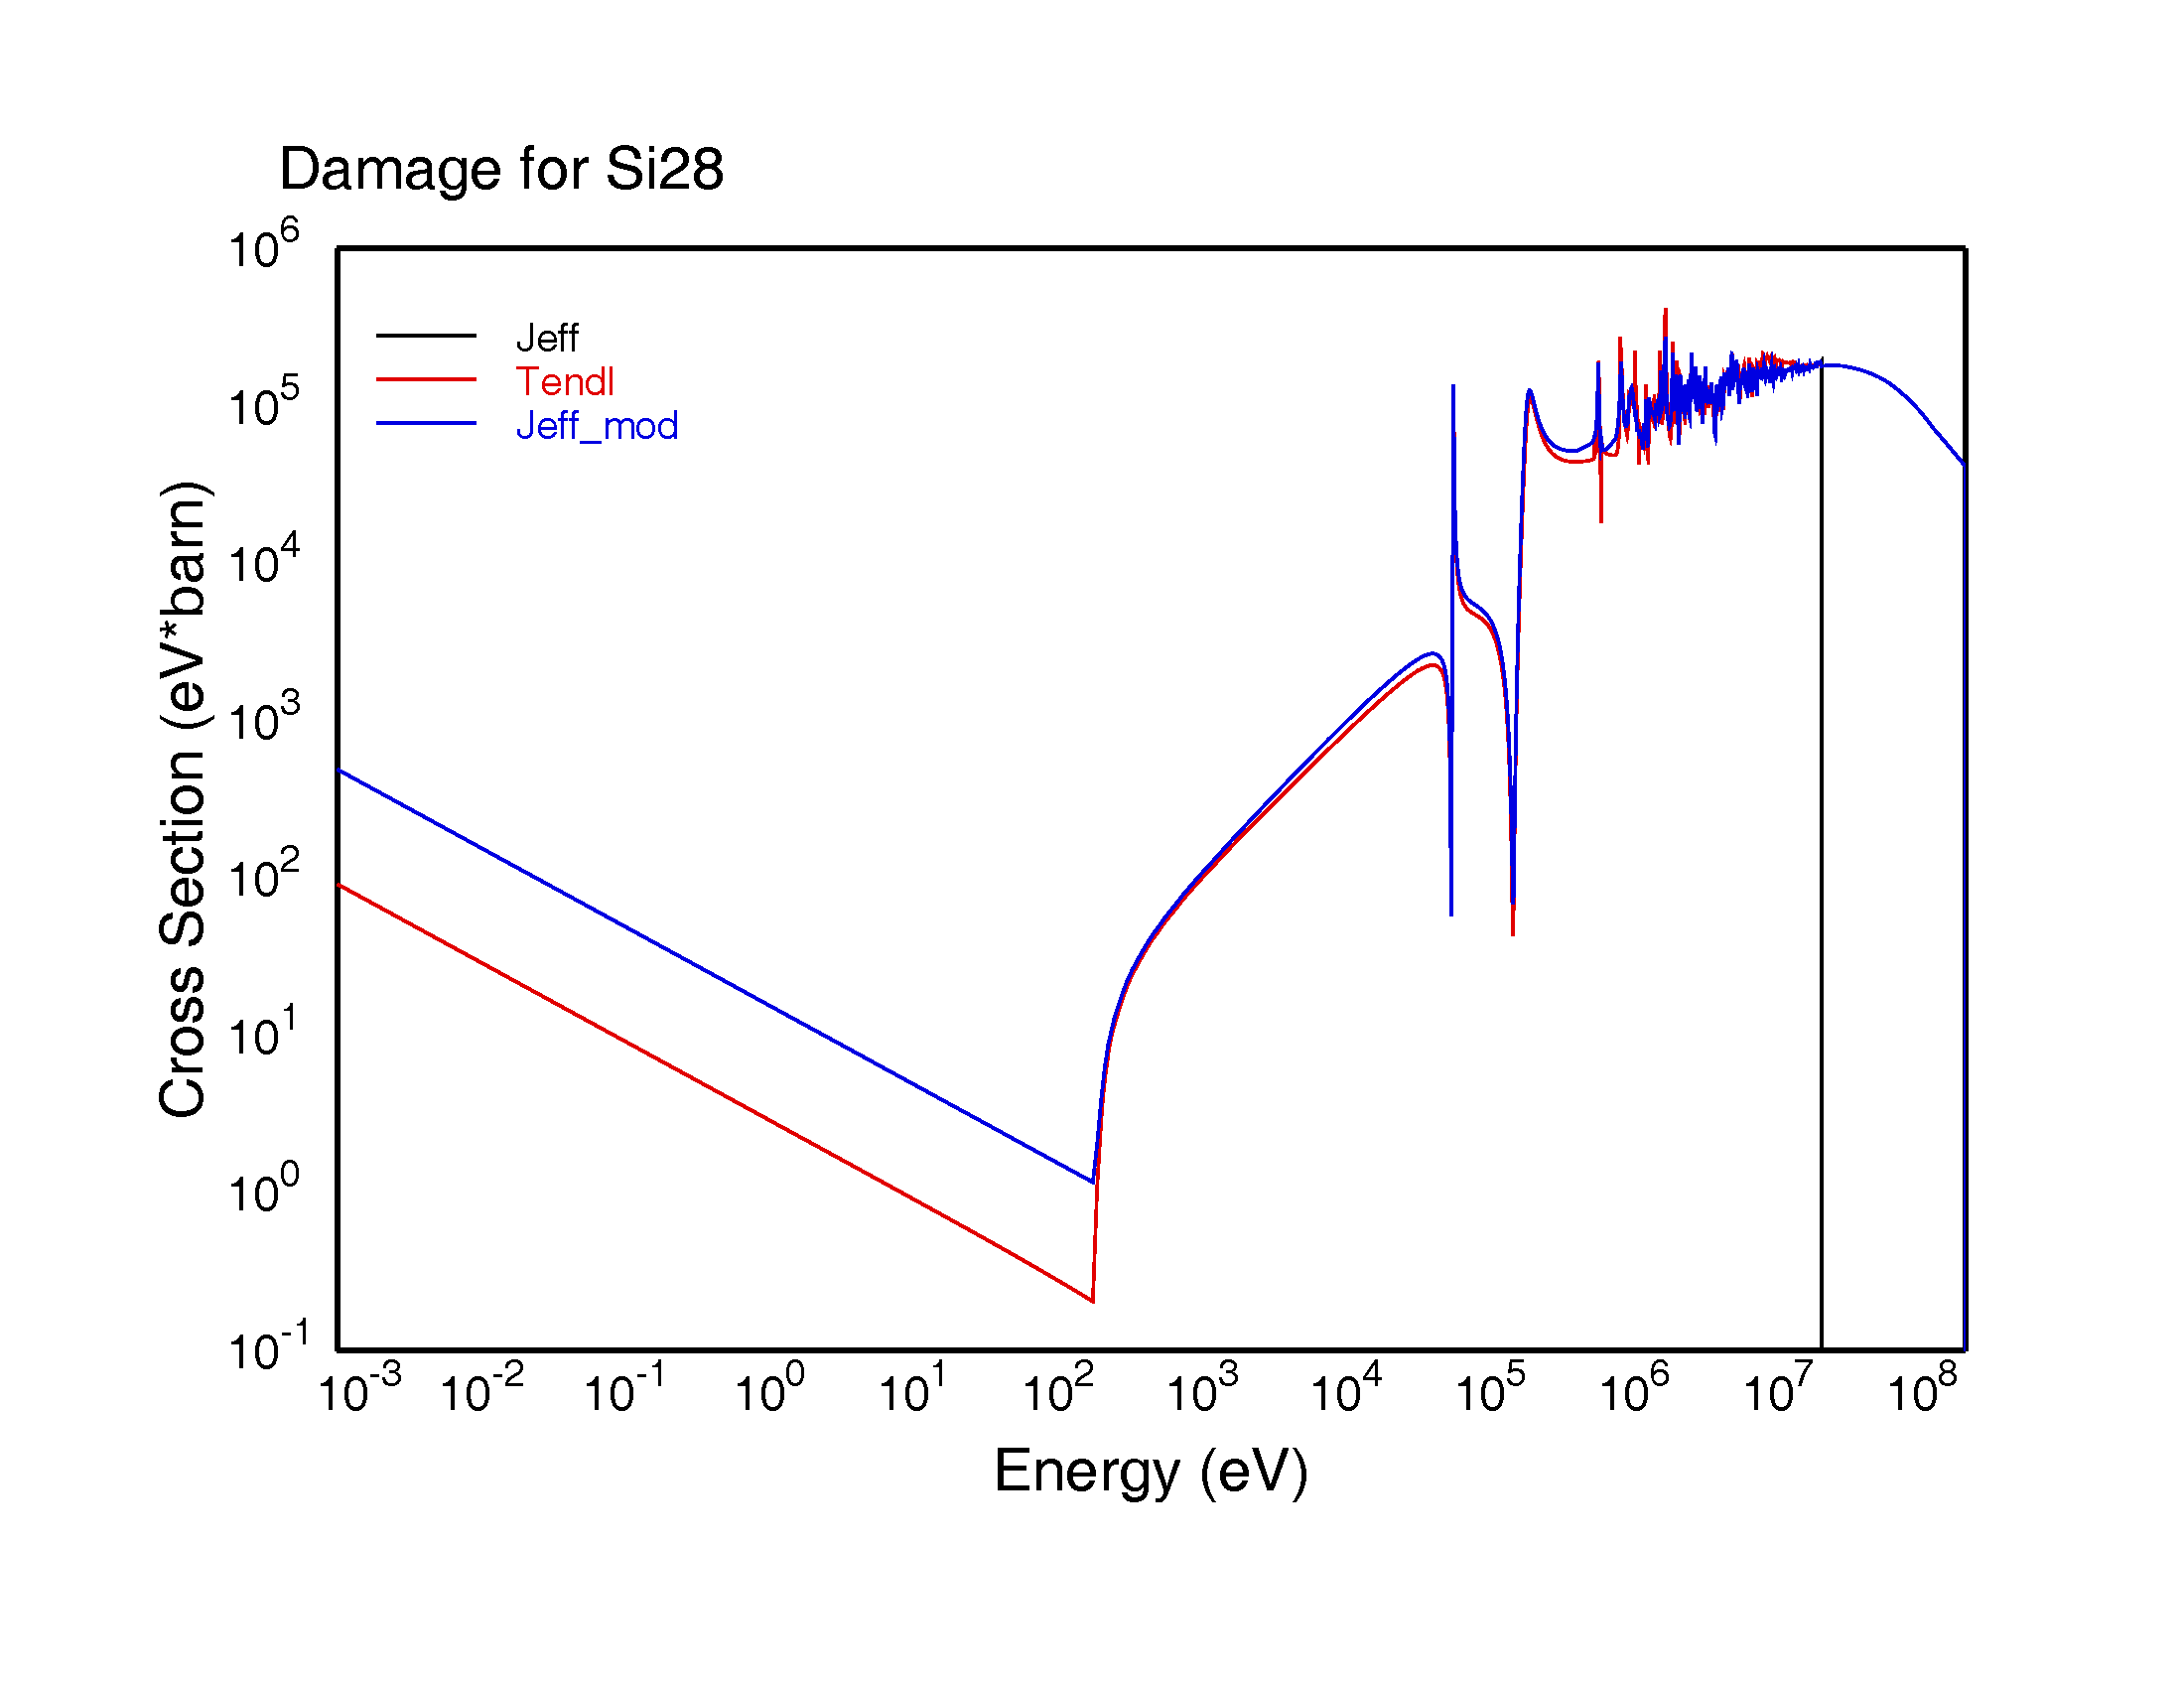 Damage for Si28
10^6
10^5
10^4
10^3
10^2
10^1
10^0
10^-1
Cross Section (eV*barn)
Jeff
Tendl
Jeff_mod
10^-3 10^-2 10^-1 10^0 10^1 10^2 10^3 10^4 10^5 10^6 10^7 10^8
Energy (eV)